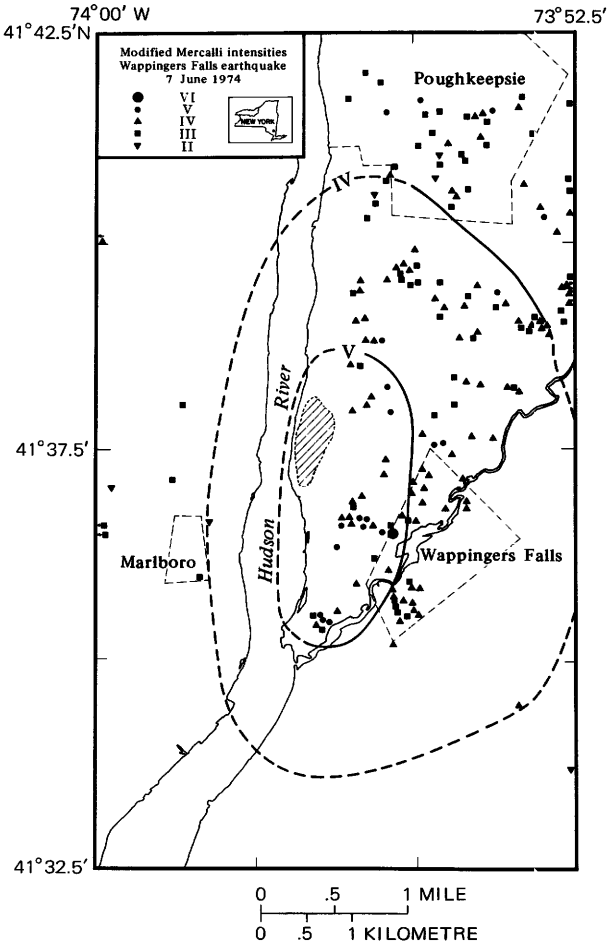 74°00′ W
73°52.5′
41°42.5′N
Modified Mercalli intensities
Wappingers Falls earthquake
7 June 1974
VI
V
IV
III
II
NEW YORK
Poughkeepsie
IV
V
River
41°37.5′
Hudson
Marlboro
Wappingers Falls
41°32.5′
0 .5 1 MILE
0 .5 1 KILOMETRE